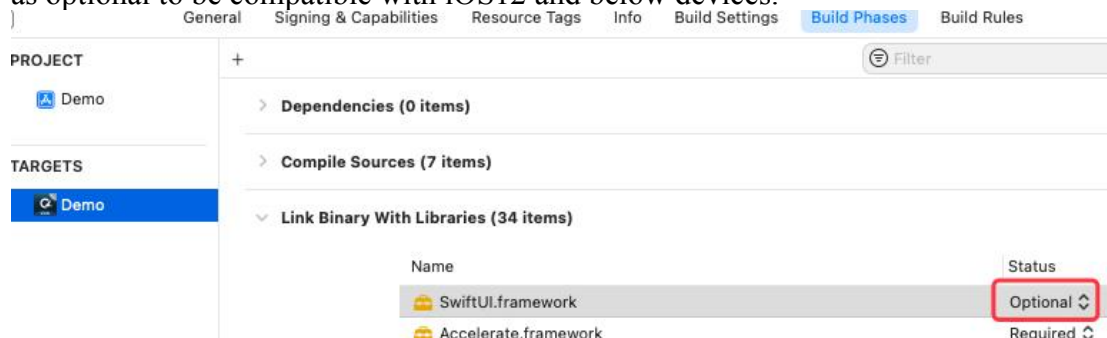 as optional to be compatible with iOS12 and below devices.
General Signing & Capabilities Resource Tags Info Build Settings Build Phases Build Rules
PROJECT + Filter
Demo
Dependencies (0 items)
TARGETS
Compile Sources (7 items)
Demo
Link Binary With Libraries (34 items)
Name Status
SwiftUI.framework Optional
Accelerate.framework Required